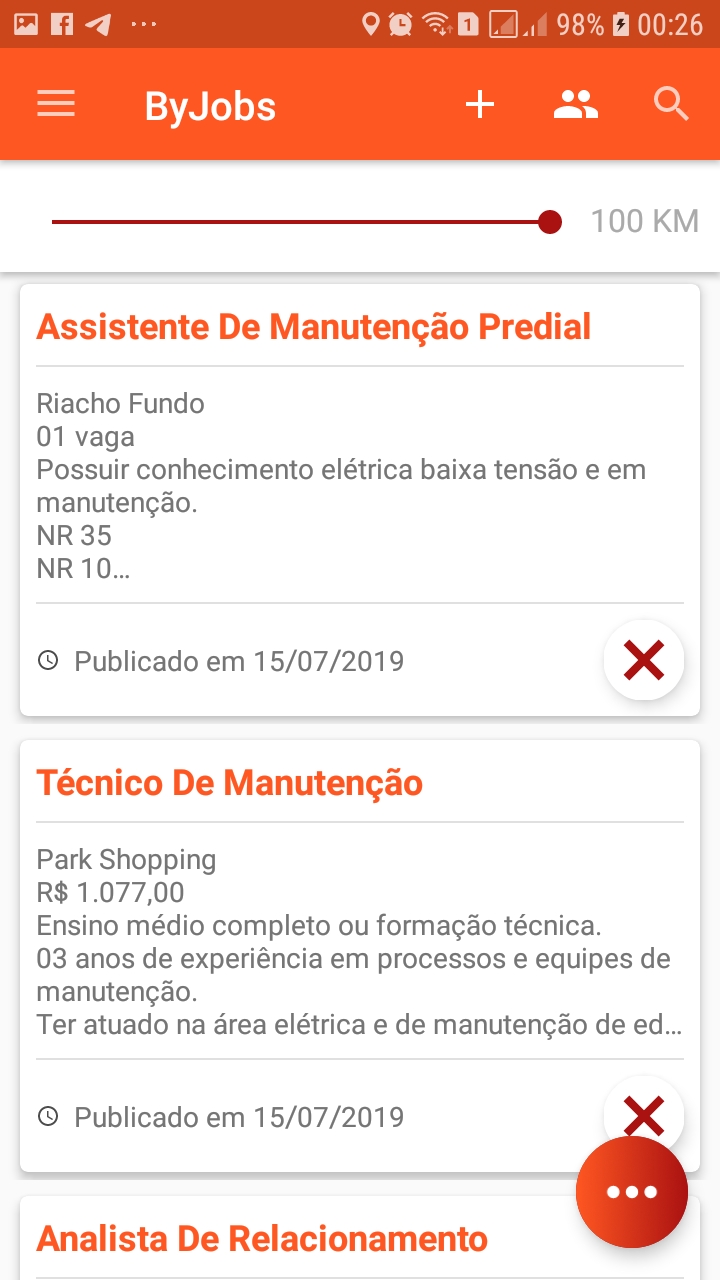 98% 00:26
ByJobs
100 KM
Assistente De Manutenção Predial
Riacho Fundo
01 vaga
Possuir conhecimento elétrica baixa tensão e em
manutenção.
NR 35
NR 10...
Publicado em 15/07/2019
Técnico De Manutenção
Park Shopping
R$ 1.077,00
Ensino médio completo ou formação técnica.
03 anos de experiência em processos e equipes de
manutenção.
Ter atuado na área elétrica e de manutenção de ed...
Publicado em 15/07/2019
Analista De Relacionamento